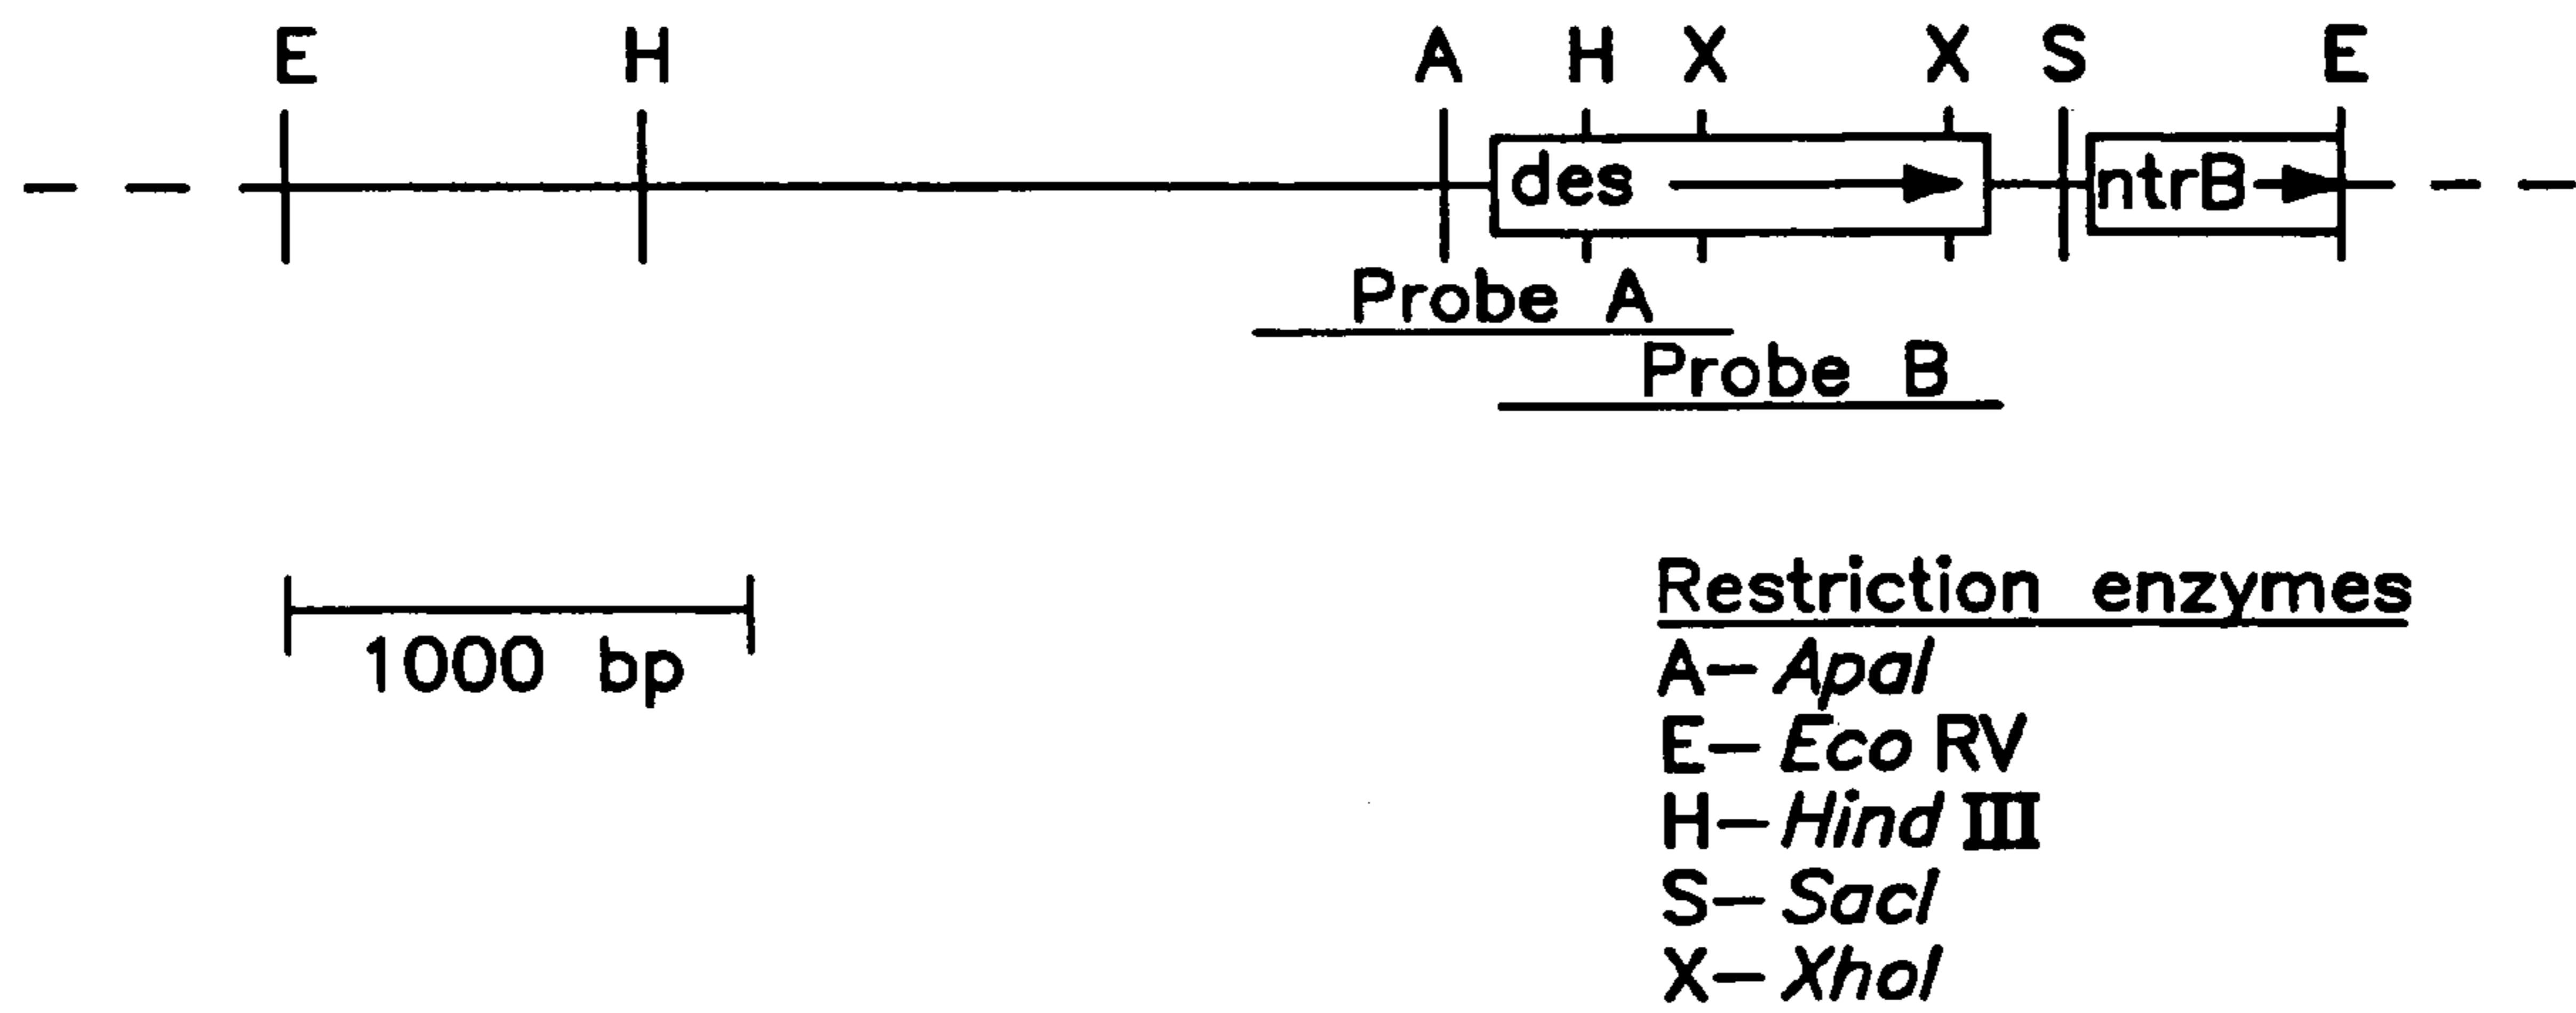 E H A H X X S E
des ntrB
Probe A
Probe B
1000 bp
Restriction enzymes
A— ApaI
E— Eco RV
H— Hind III
S— SacI
X— XhoI